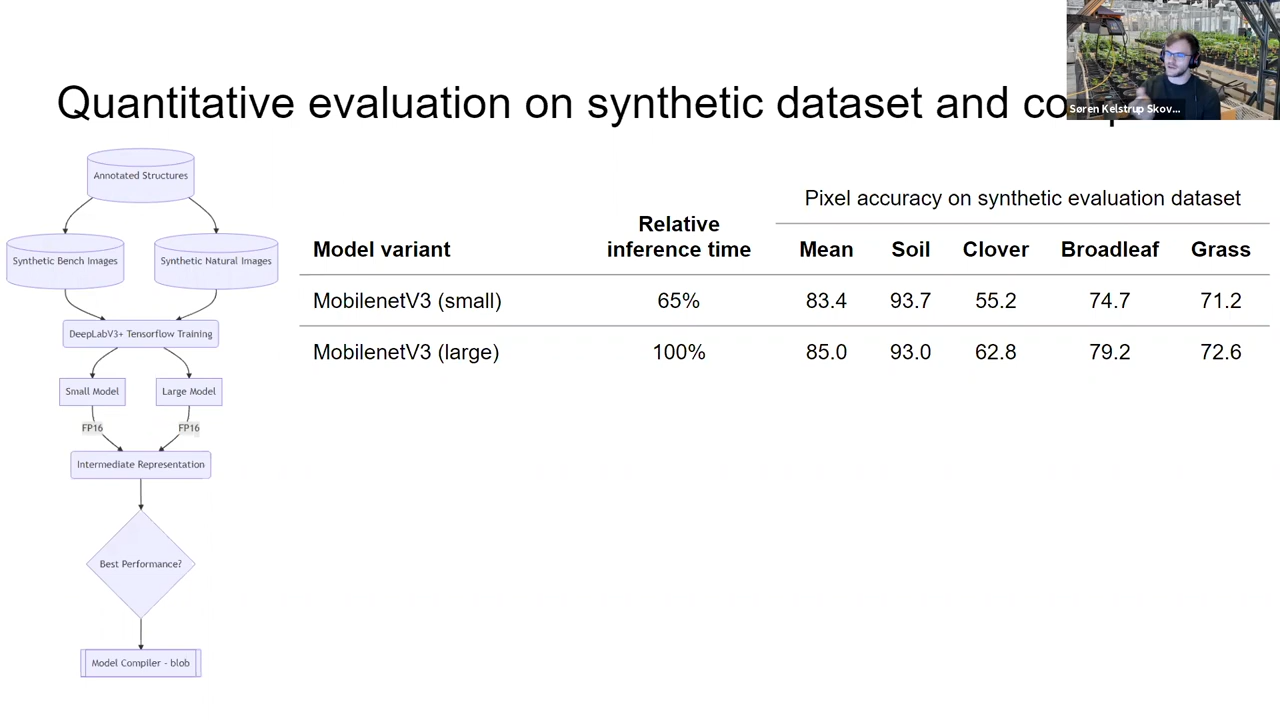 Quantitative evaluation on synthetic dataset and
Søren Kelstrup Skov...
Annotated Structures
Synthetic Bench Images
Synthetic Natural Images
DeepLabV3+ Tensorflow Training
Small Model
Large Model
FP16
FP16
Intermediate Representation
Best Performance?
Model Compiler - blob
Pixel accuracy on synthetic evaluation dataset
Relative
Model variant inference time Mean Soil Clover Broadleaf Grass
MobilenetV3 (small) 65% 83.4 93.7 55.2 74.7 71.2
MobilenetV3 (large) 100% 85.0 93.0 62.8 79.2 72.6